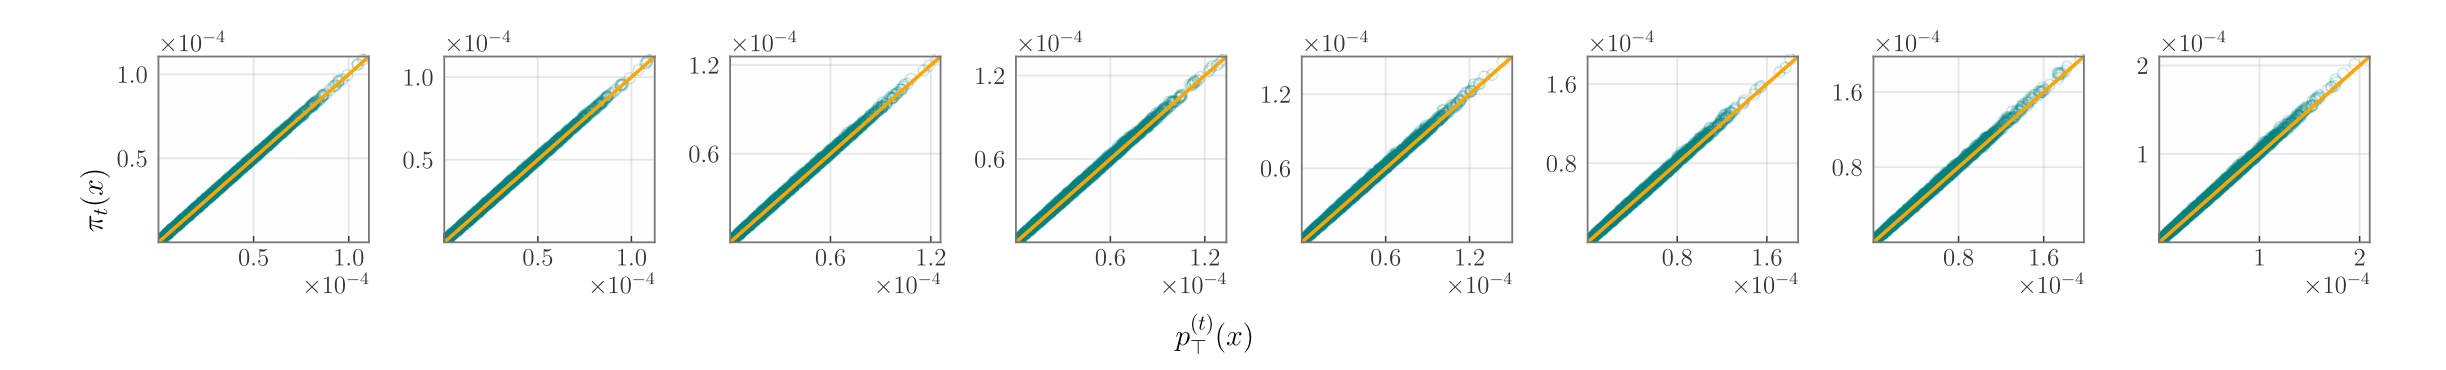 ×10⁻⁴ ×10⁻⁴ ×10⁻⁴ ×10⁻⁴ ×10⁻⁴ ×10⁻⁴ ×10⁻⁴ ×10⁻⁴
1.0 1.0 1.2 1.2 1.2 1.6 1.6 2
0.5 0.5 0.6 0.6 0.6 0.8 0.8 1
π_t(x)
0.5 1.0 0.5 1.0 0.6 1.2 0.6 1.2 0.6 1.2 0.8 1.6 0.8 1.6 1 2
×10⁻⁴ ×10⁻⁴ ×10⁻⁴ ×10⁻⁴ ×10⁻⁴ ×10⁻⁴ ×10⁻⁴ ×10⁻⁴
p_⊤^{(t)}(x)